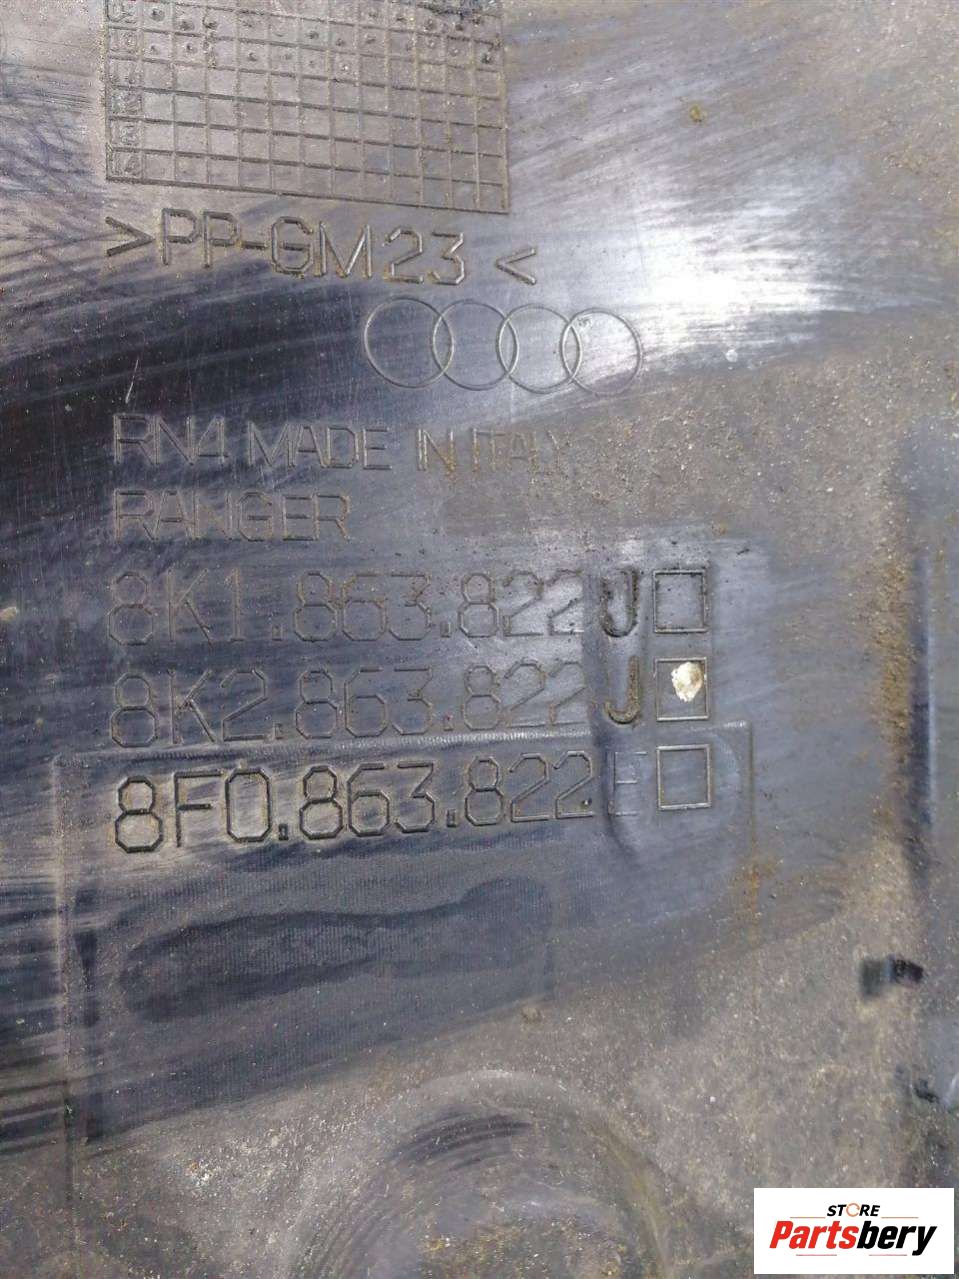 >PP-GM23 <
RN4 MADE IN ITALY
RANGER
8K1.863.822 J
8K2.863.822 J
8F0.863.822.E
STORE
Partsbery